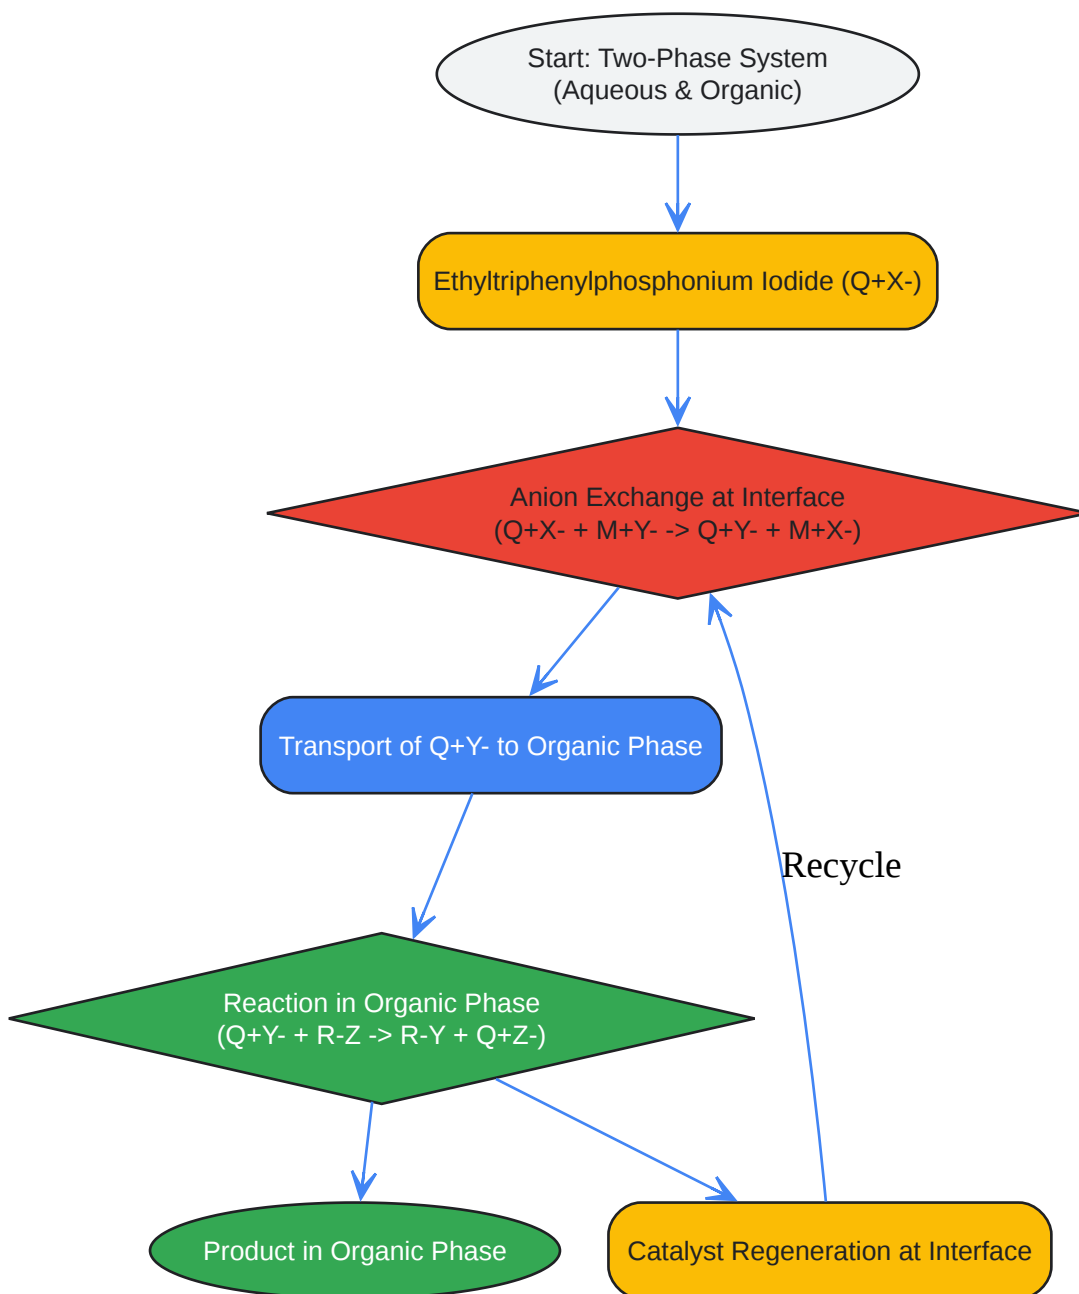 Start: Two-Phase System
(Aqueous & Organic)
Ethyltriphenylphosphonium Iodide (Q+X-)
Anion Exchange at Interface
(Q+X- + M+Y- -> Q+Y- + M+X-)
Transport of Q+Y- to Organic Phase
Recycle
Reaction in Organic Phase
(Q+Y- + R-Z -> R-Y + Q+Z-)
Product in Organic Phase
Catalyst Regeneration at Interface